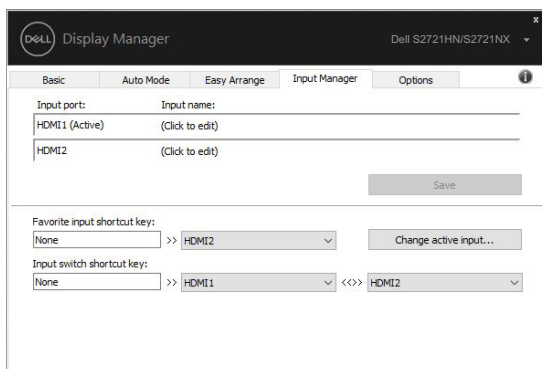 DELL Display Manager
x
Dell S2721HN/S2721NX
Basic Auto Mode Easy Arrange Input Manager Options
Input port: Input name:
HDMI1 (Active) (Click to edit)
HDMI2 (Click to edit)
Save
Favorite input shortcut key:
None >> HDMI2 Change active input...
Input switch shortcut key:
None >> HDMI1 <<>> HDMI2